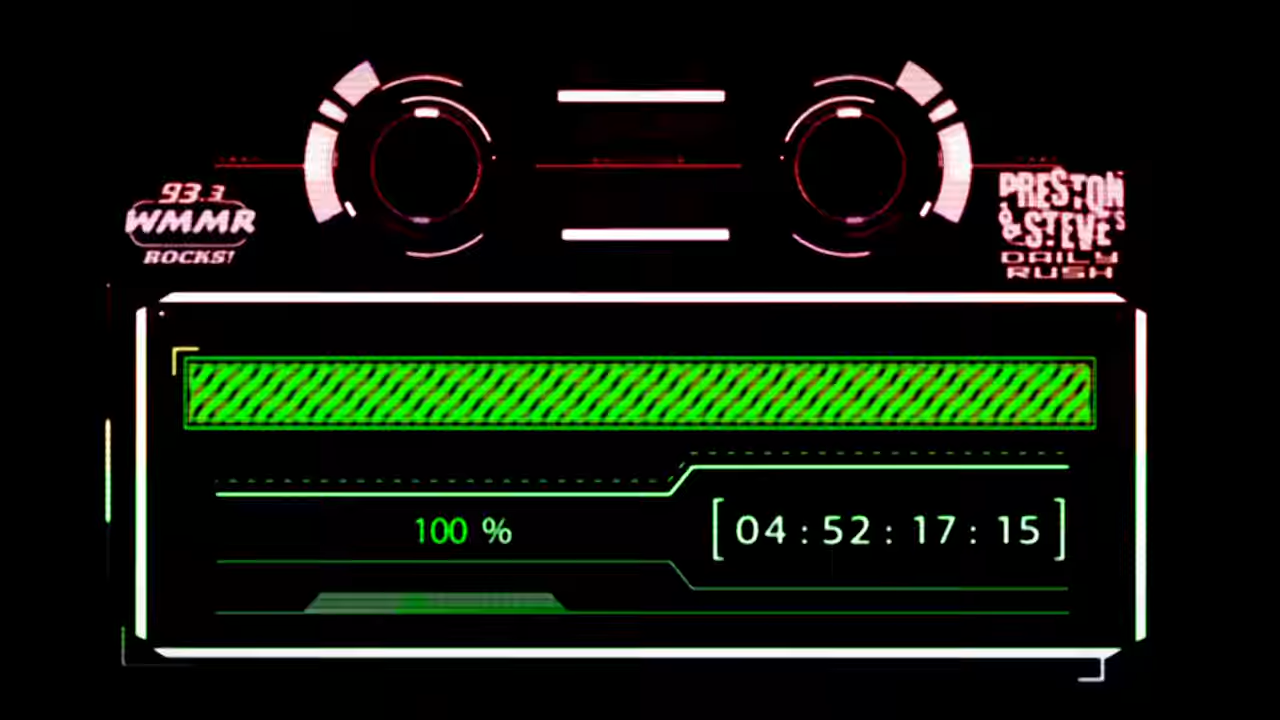 93.3
WMMR
ROCKS!
PRESTON
& STEVE'S
DAILY
RUSH
100 %
[04:52:17:15]